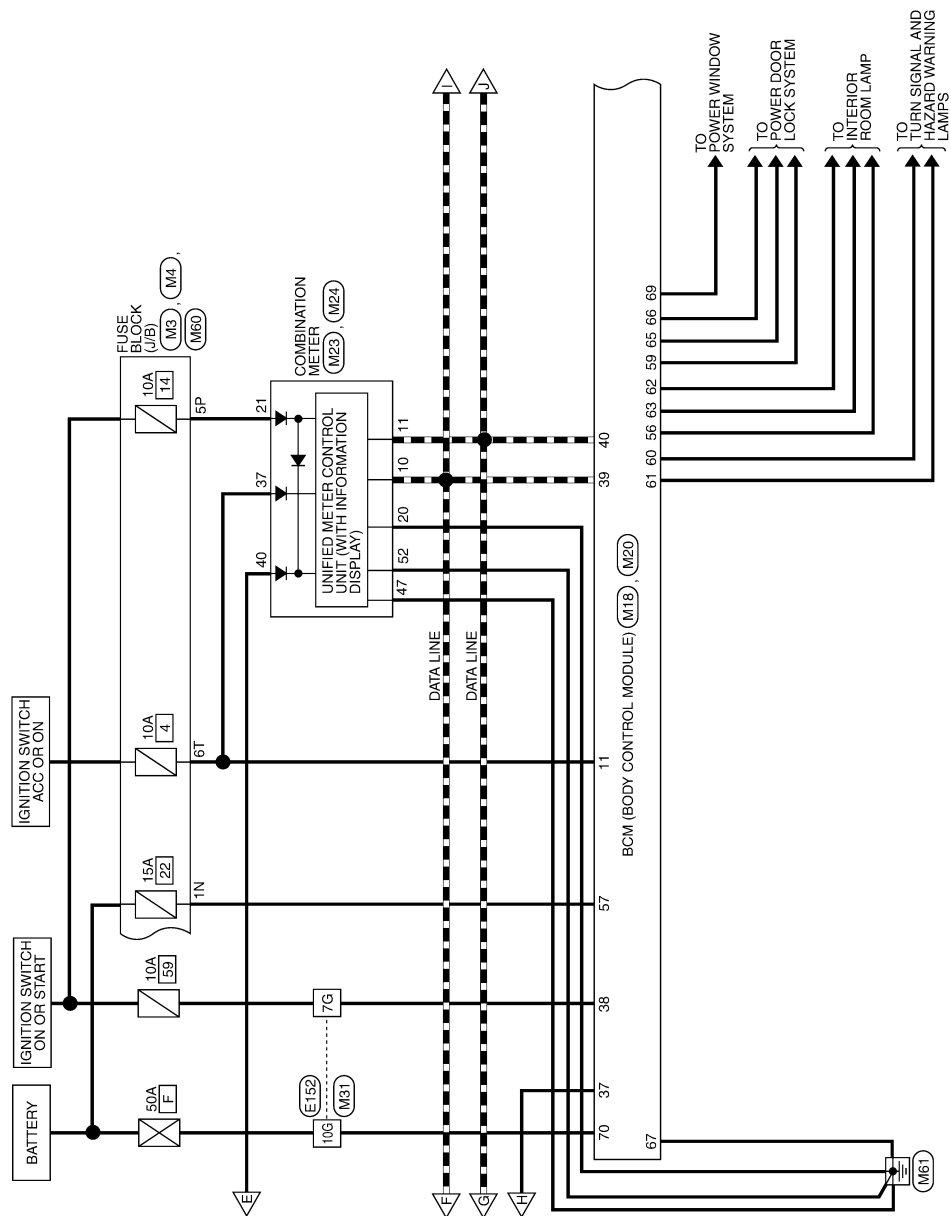 BATTERY
IGNITION SWITCH
ON OR START
IGNITION SWITCH
ACC OR ON
50A
F
10A
59
15A
22
10A
4
10A
14
FUSE
BLOCK
(J/B)
M3 , M4 ,
M60
1N
6T
5P
E152
M31
10G
7G
40
37
21
COMBINATION
METER
M23 , M24
UNIFIED METER CONTROL
UNIT (WITH INFORMATION
DISPLAY)
47
52
20
10
11
E
F
DATA LINE
I
G
DATA LINE
J
H
70
37
38
57
11
39
40
BCM (BODY CONTROL MODULE) M18 , M20
67
61
60
56
63
62
59
65
66
69
TO
POWER WINDOW
SYSTEM
TO
POWER DOOR
LOCK SYSTEM
TO
INTERIOR
ROOM LAMP
TO
TURN SIGNAL AND
HAZARD WARNING
LAMPS
M61